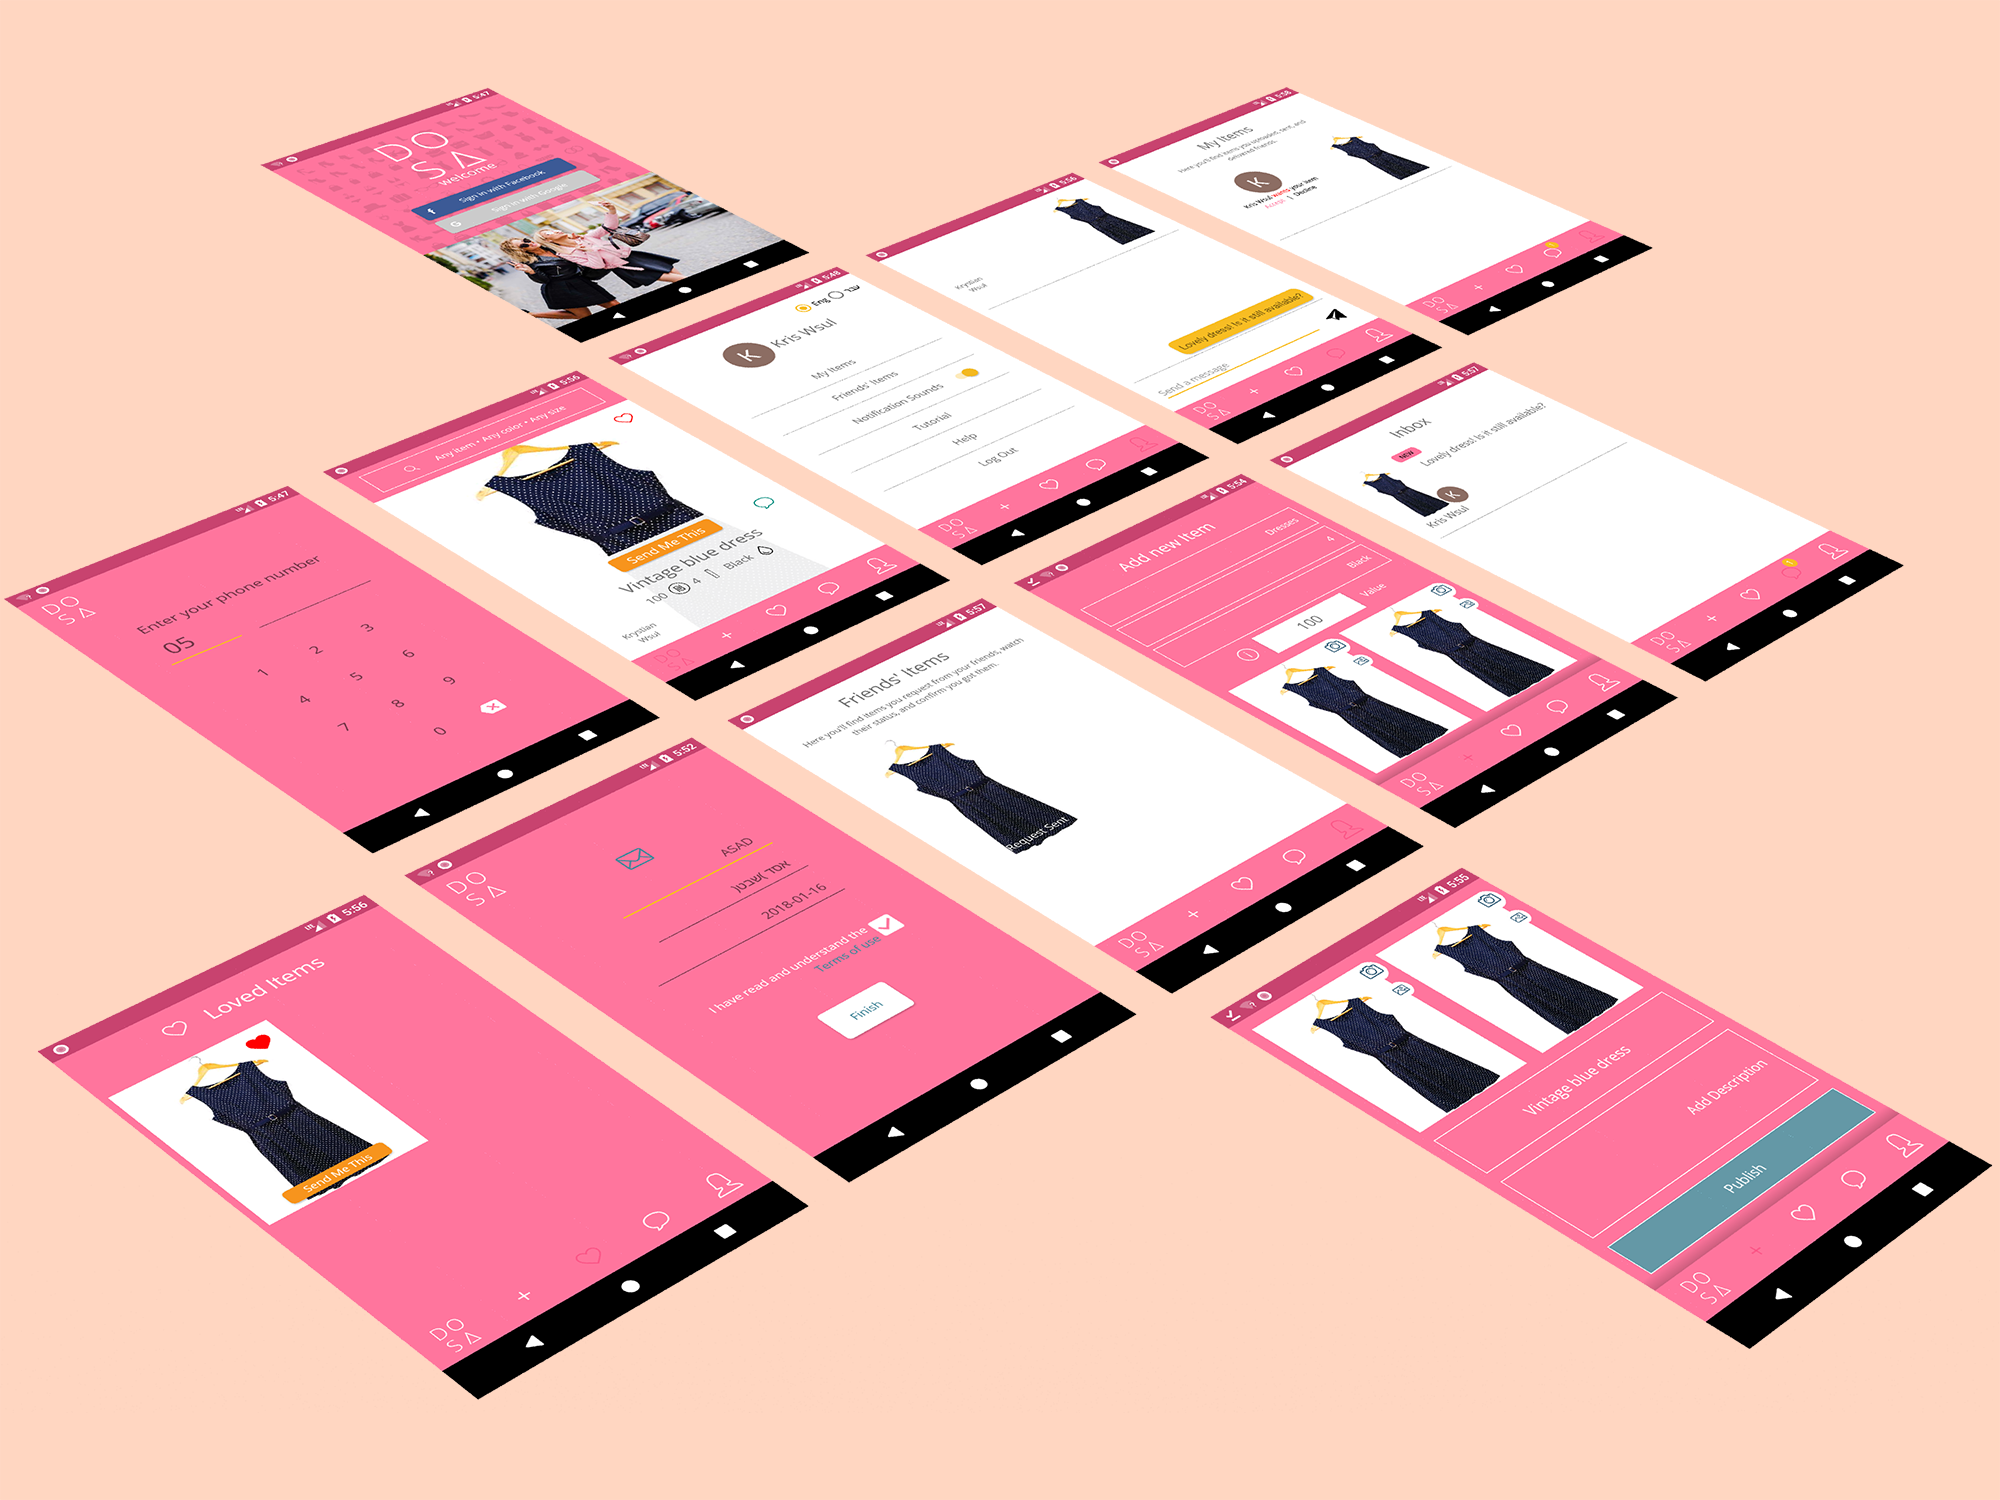 5:47
DO
SA
welcome
Sign in with Facebook
Sign in with Google
5:58
My Items
Here you'll find items you uploaded, sent, and
delivered friends.
K
Kris Wsul wants your item
Accept | Decline
DO
SA
5:56
Krystian
Wsul
Lovely dress! Is it still available?
Send a message
DO
SA
5:48
Eng עבר
K Kris Wsul
My Items
Friends' Items
Notification Sounds
Tutorial
Help
Log Out
DO
SA
5:56
Any item • Any color • Any size
Send Me This
Vintage blue dress
100 4 Black
Krystian
Wsul
DO
SA
5:47
DO
SA
Enter your phone number
05
1 2 3
4 5 6
7 8 9
0
5:57
Inbox
NEW
Lovely dress! Is it still available?
K
Kris Wsul
DO
SA
5:54
Add new Item
Dresses
4
Black
100 Value
DO
SA
5:57
Friends' Items
Here you'll find items you request from your friends, watch
their status, and confirm you got them.
Request Sent
DO
SA
5:52
DO
SA
ASAD
אסד )שבטן(
2018-01-16
I have read and understand the
Terms of use
Finish
5:56
Loved Items
Send Me This
DO
SA
5:55
Vintage blue dress
Add Description
Publish
DO
SA